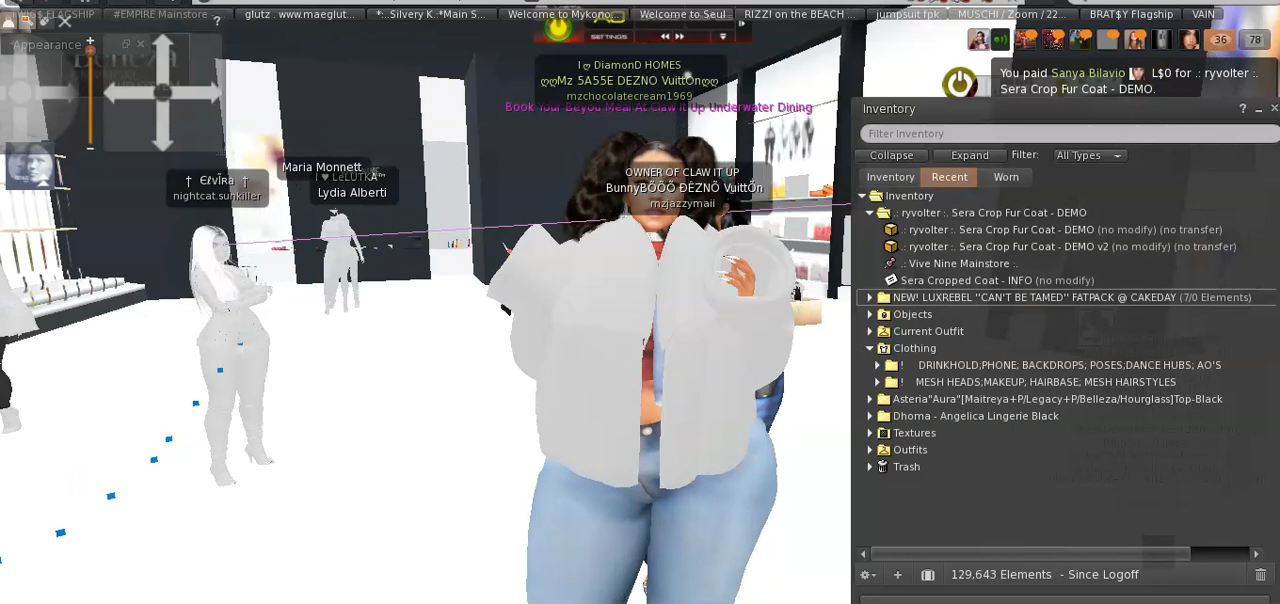 FLAGSHIP
#EMPIRE Mainstore
glutz . www.maeglut...
*..Silvery K..*Main S...
Welcome to Mykono...
Welcome to Seul
RIZZI on the BEACH ...
jumpsuit fpk
MUSCHI / Zoom / 22...
BRAT$Y Flagship
VAIN
Appearance
?
SETTINGS
36
78
You paid Sanya Bilavio L$0 for .: ryvolter :.
Sera Crop Fur Coat - DEMO.
I ღ DiamonD HOMES
ღღMz 5A55E DEZNO VuittOnღღ
mzchocolatecream1969
Book Your Beyou Meal At Claw It Up Underwater Dining
Maria Monnett
Lydia Alberti
nightcat.sunkiller
OWNER OF CLAW IT UP
BunnyBÕÕÕ ÐÈZNÕ VuittÕn
mzjazzymaii
Inventory
?
Filter Inventory
Collapse
Expand
Filter:
All Types
Inventory
Recent
Worn
Inventory
.: ryvolter :. Sera Crop Fur Coat - DEMO
.: ryvolter :. Sera Crop Fur Coat - DEMO (no modify) (no transfer)
.: ryvolter :. Sera Crop Fur Coat - DEMO v2 (no modify) (no transfer)
.: Vive Nine Mainstore :.
Sera Cropped Coat - INFO (no modify)
NEW! LUXREBEL "CAN'T BE TAMED" FATPACK @ CAKEDAY (7/0 Elements)
Objects
Current Outfit
Clothing
! DRINKHOLD;PHONE; BACKDROPS; POSES;DANCE HUBS; AO'S
! MESH HEADS;MAKEUP; HAIRBASE; MESH HAIRSTYLES
Asteria"Aura"[Maitreya+P/Legacy+P/Belleza/Hourglass]Top-Black
Dhoma - Angelica Lingerie Black
Textures
Outfits
Trash
129,643 Elements - Since Logoff